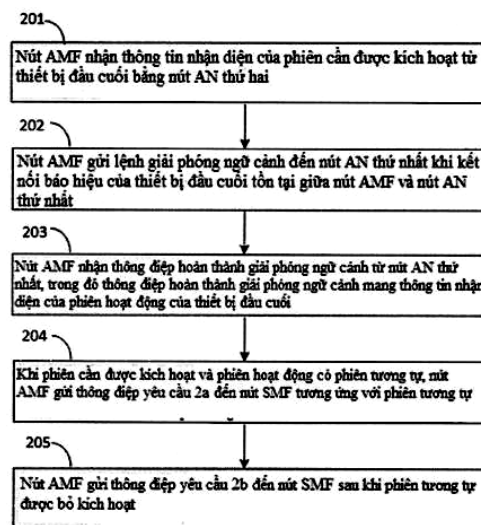 201
Nút AMF nhận thông tin nhận diện của phiên cần được kích hoạt từ
thiết bị đầu cuối bằng nút AN thứ hai
202
Nút AMF gửi lệnh giải phóng ngữ cảnh đến nút AN thứ nhất khi kết
nối báo hiệu của thiết bị đầu cuối tồn tại giữa nút AMF và nút AN
thứ nhất
203
Nút AMF nhận thông điệp hoàn thành giải phóng ngữ cảnh từ nút AN thứ
nhất, trong đó thông điệp hoàn thành giải phóng ngữ cảnh mang thông tin nhận
diện của phiên hoạt động của thiết bị đầu cuối
204
Khi phiên cần được kích hoạt và phiên hoạt động có phiên tương tự, nút
AMF gửi thông điệp yêu cầu 2a đến nút SMF tương ứng với phiên tương tự
205
Nút AMF gửi thông điệp yêu cầu 2b đến nút SMF sau khi phiên tương tự
được bỏ kích hoạt